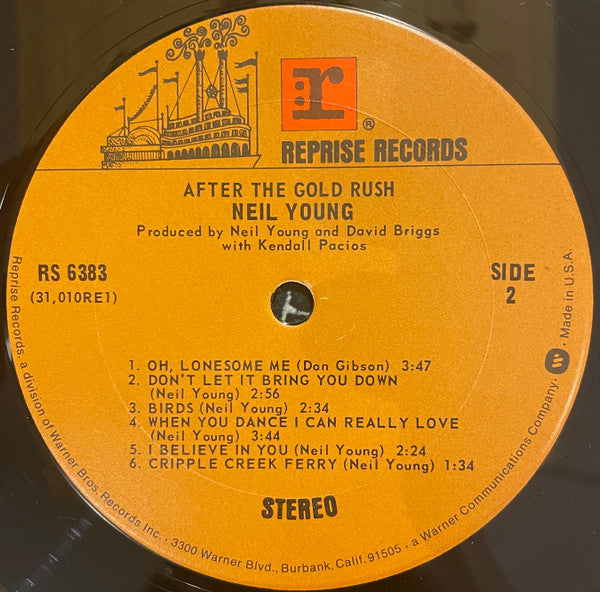 r
®
REPRISE RECORDS
AFTER THE GOLD RUSH
NEIL YOUNG
Produced by Neil Young and David Briggs
with Kendall Pacios
RS 6383
(31,010RE1)
SIDE
2
1. OH, LONESOME ME (Don Gibson) 3:47
2. DON'T LET IT BRING YOU DOWN
(Neil Young) 2:56
3. BIRDS (Neil Young) 2:34
4. WHEN YOU DANCE I CAN REALLY LOVE
(Neil Young) 3:44
5. I BELIEVE IN YOU (Neil Young) 2:24
6. CRIPPLE CREEK FERRY (Neil Young) 1:34
STEREO
Reprise Records, a division of Warner Bros. Records Inc. • 3300 Warner Blvd., Burbank, Calif. 91505 • a Warner Communications Company. • Made in U.S.A.